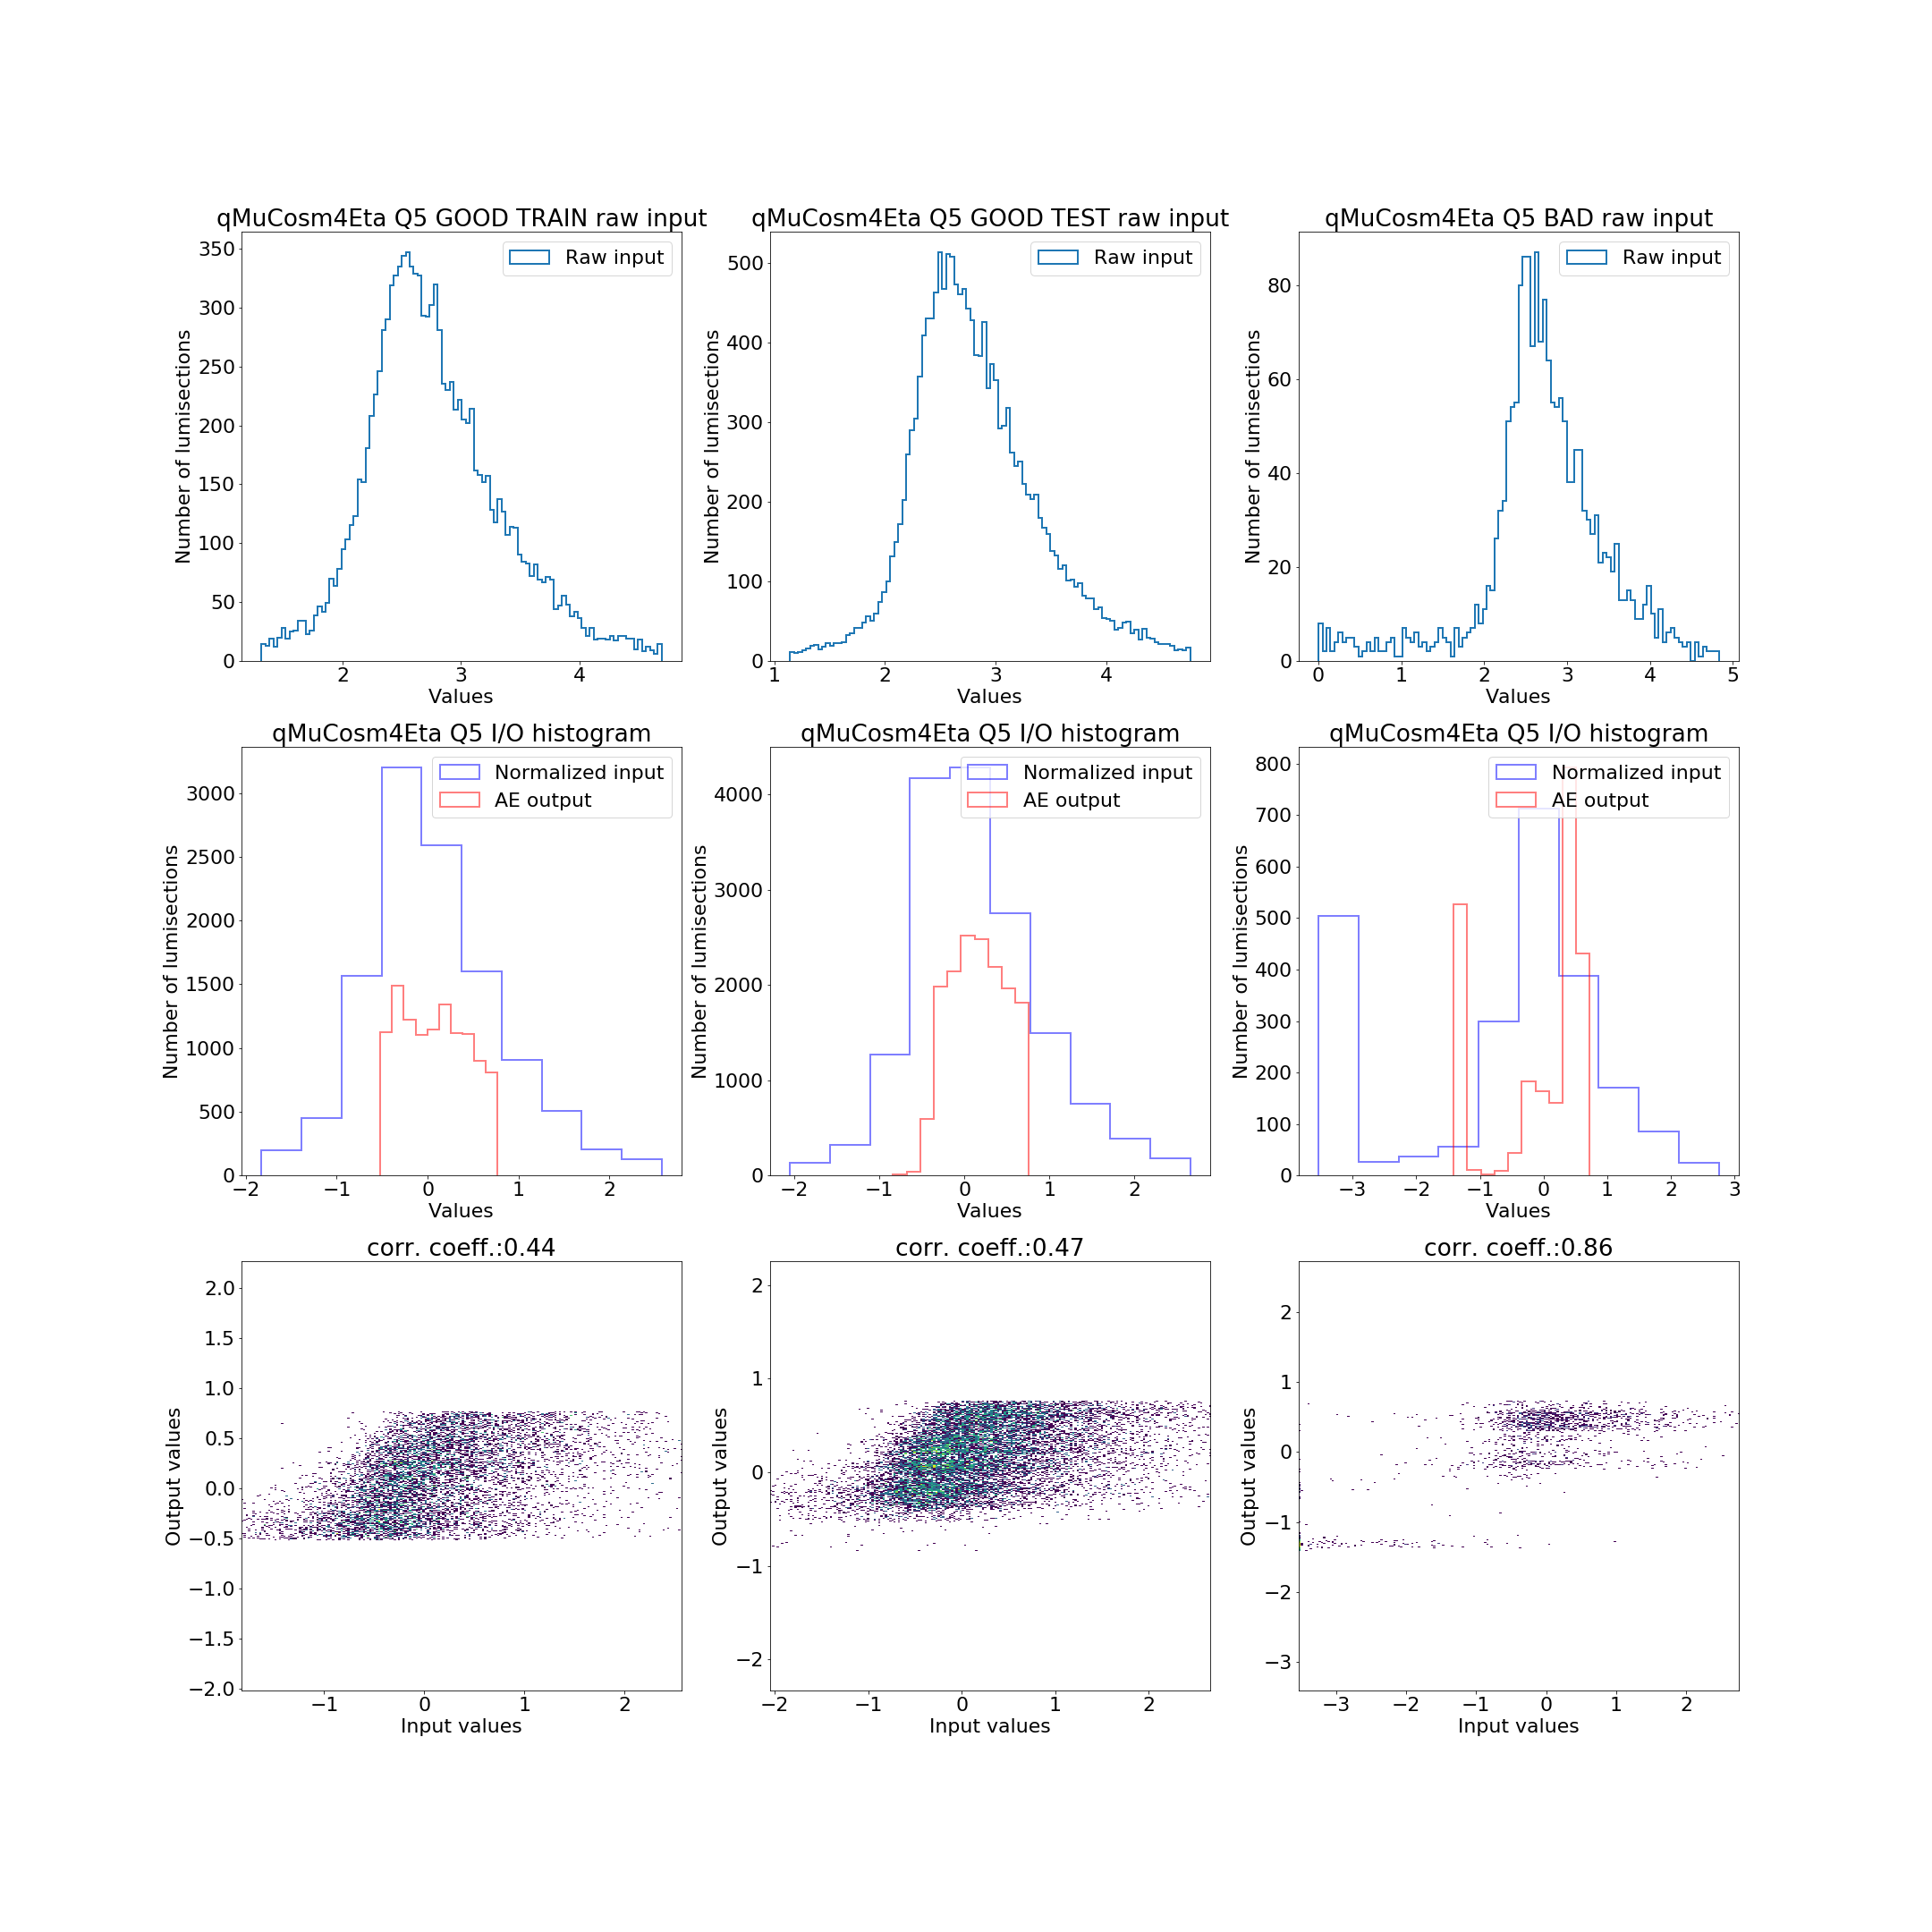 qMuCosm4Eta Q5 GOOD TRAIN raw input
350
300
250
200
150
100
50
0
2
3
4
Number of lumisections
Values
Raw input
qMuCosm4Eta Q5 GOOD TEST raw input
500
400
300
200
100
0
1
2
3
4
Number of lumisections
Values
Raw input
qMuCosm4Eta Q5 BAD raw input
80
60
40
20
0
0
1
2
3
4
5
Number of lumisections
Values
Raw input
qMuCosm4Eta Q5 I/O histogram
3000
2500
2000
1500
1000
500
0
−2
−1
0
1
2
Number of lumisections
Values
Normalized input
AE output
qMuCosm4Eta Q5 I/O histogram
4000
3000
2000
1000
0
−2
−1
0
1
2
Number of lumisections
Values
Normalized input
AE output
qMuCosm4Eta Q5 I/O histogram
800
700
600
500
400
300
200
100
0
−3
−2
−1
0
1
2
3
Number of lumisections
Values
Normalized input
AE output
corr. coeff.:0.44
2.0
1.5
1.0
0.5
0.0
−0.5
−1.0
−1.5
−2.0
−1
0
1
2
Output values
Input values
corr. coeff.:0.47
2
1
0
−1
−2
−2
−1
0
1
2
Output values
Input values
corr. coeff.:0.86
2
1
0
−1
−2
−3
−3
−2
−1
0
1
2
Output values
Input values